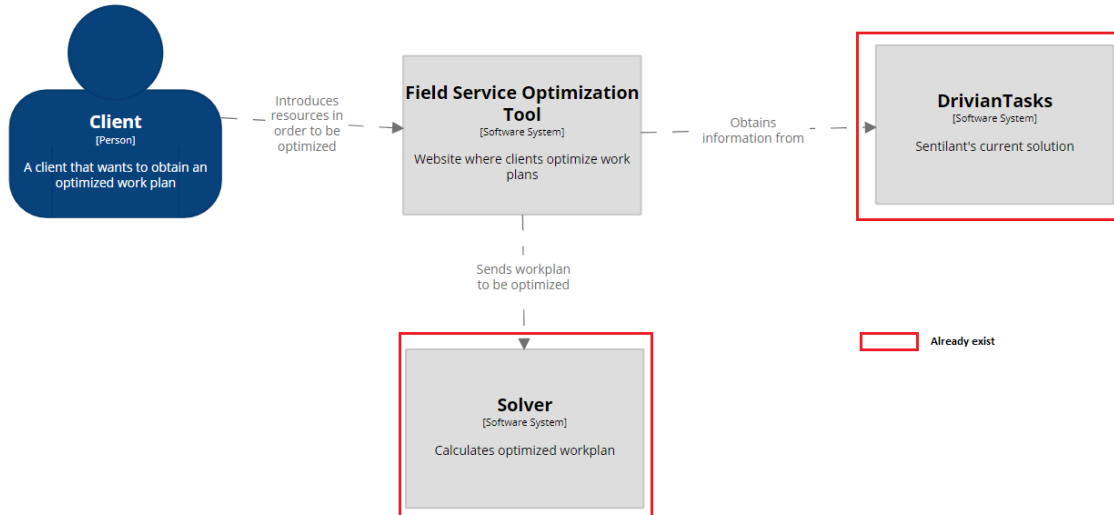 Client
[Person]
A client that wants to obtain an
optimized work plan
Introduces
resources in
order to be
optimized
Field Service Optimization
Tool
[Software System]
Website where clients optimize work
plans
Obtains
information from
DrivianTasks
[Software System]
Sentilant's current solution
Sends workplan
to be optimized
Solver
[Software System]
Calculates optimized workplan
Already exist